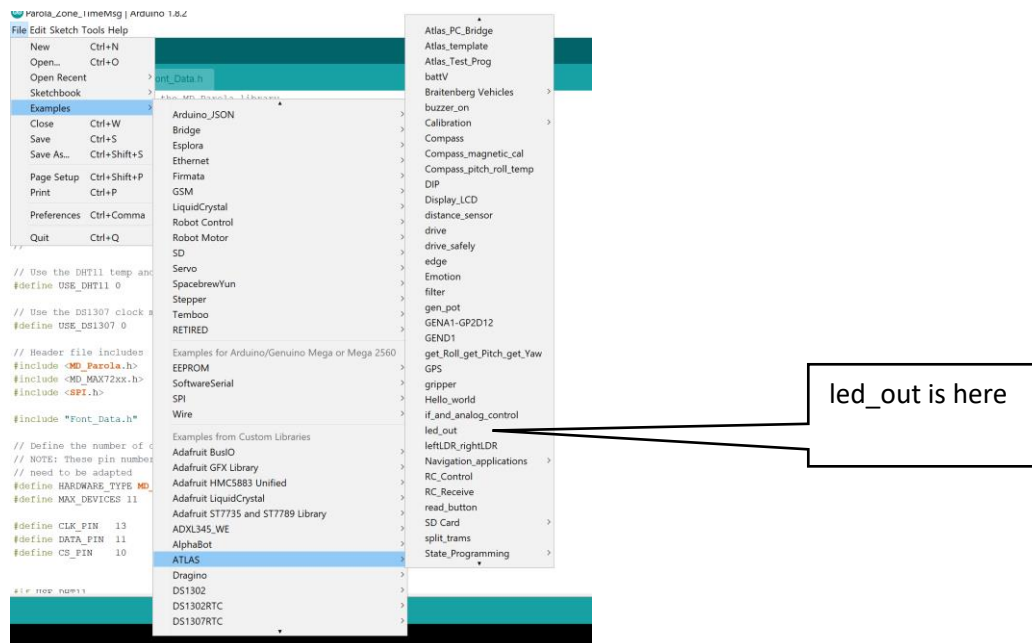 Parola_Zone_TimeMsg | Arduino 1.8.2
File Edit Sketch Tools Help
New Ctrl+N
Open... Ctrl+O
Open Recent
Sketchbook
Examples
Close Ctrl+W
Save Ctrl+S
Save As... Ctrl+Shift+S
Page Setup Ctrl+Shift+P
Print Ctrl+P
Preferences Ctrl+Comma
Quit Ctrl+Q
ont_Data.h
the MD_Parola library
//
// Use the DHT11 temp and
#define USE_DHT11 0
// Use the DS1307 clock m
#define USE_DS1307 0
// Header file includes
#include <MD_Parola.h>
#include <MD_MAX72xx.h>
#include <SPI.h>
#include "Font_Data.h"
// Define the number of d
// NOTE: These pin number
// need to be adapted
#define HARDWARE_TYPE MD_
#define MAX_DEVICES 11
#define CLK_PIN 13
#define DATA_PIN 11
#define CS_PIN 10
#if USE_DHT11
Arduino_JSON
Bridge
Esplora
Ethernet
Firmata
GSM
LiquidCrystal
Robot Control
Robot Motor
SD
Servo
SpacebrewYun
Stepper
Temboo
RETIRED
Examples for Arduino/Genuino Mega or Mega 2560
EEPROM
SoftwareSerial
SPI
Wire
Examples from Custom Libraries
Adafruit BusIO
Adafruit GFX Library
Adafruit HMC5883 Unified
Adafruit LiquidCrystal
Adafruit ST7735 and ST7789 Library
ADXL345_WE
AlphaBot
ATLAS
Dragino
DS1302
DS1302RTC
DS1307RTC
Atlas_PC_Bridge
Atlas_template
Atlas_Test_Prog
battV
Braitenberg Vehicles
buzzer_on
Calibration
Compass
Compass_magnetic_cal
Compass_pitch_roll_temp
DIP
Display_LCD
distance_sensor
drive
drive_safely
edge
Emotion
filter
gen_pot
GENA1-GP2D12
GEND1
get_Roll_get_Pitch_get_Yaw
GPS
gripper
Hello_world
if_and_analog_control
led_out
leftLDR_rightLDR
Navigation_applications
RC_Control
RC_Receive
read_button
SD Card
split_trams
State_Programming
led_out is here